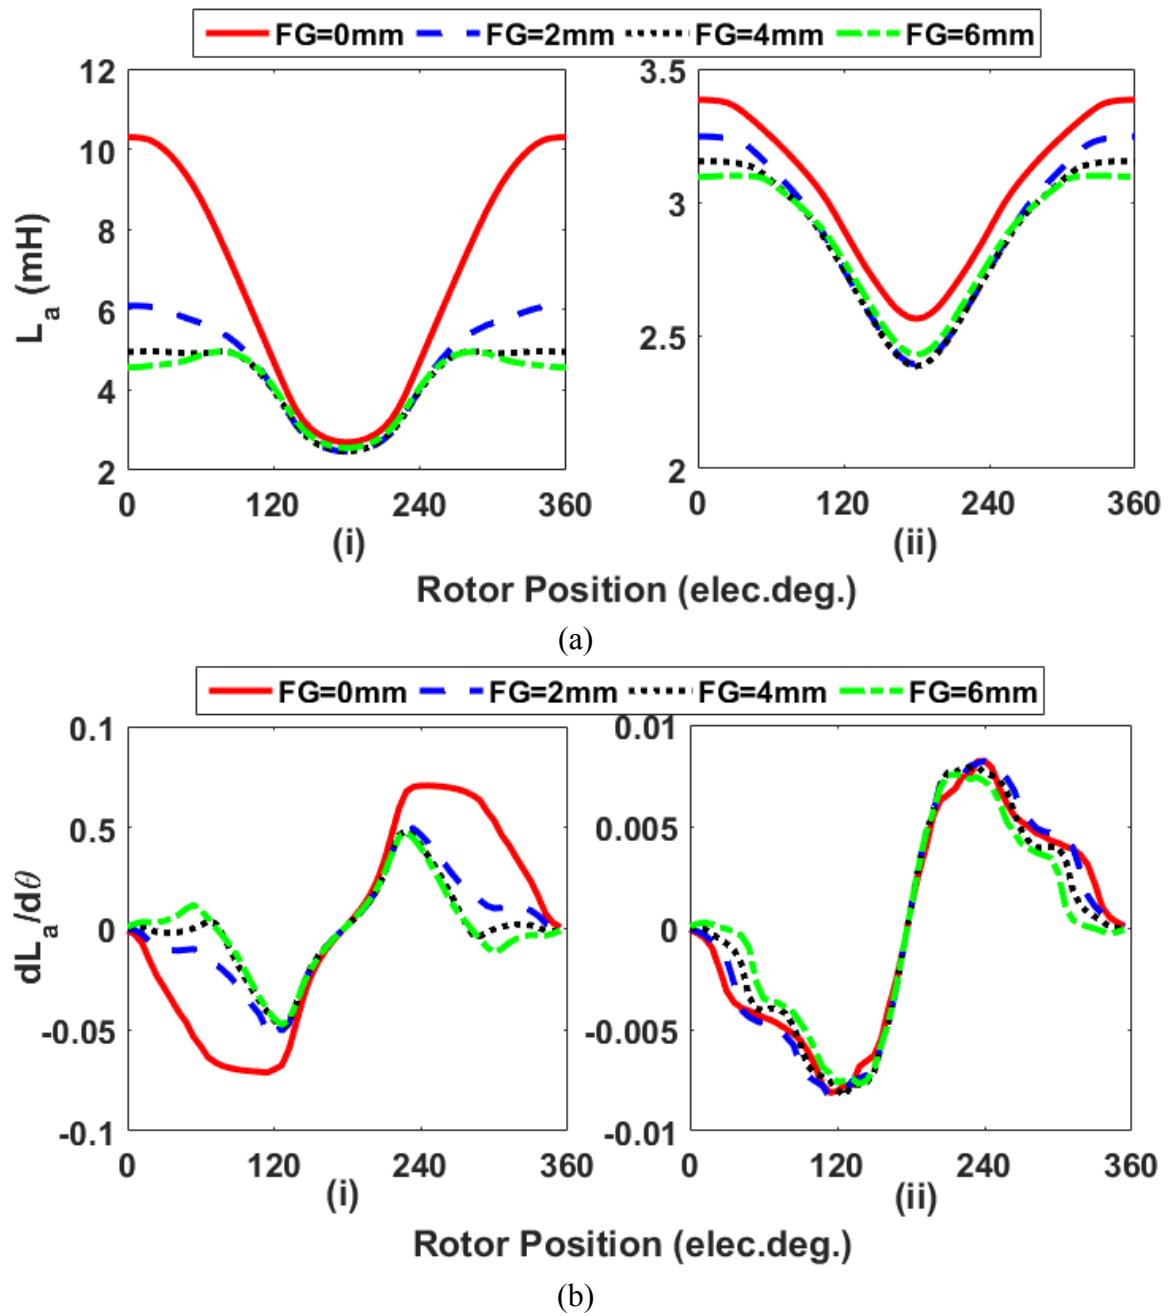 FG=0mm FG=2mm FG=4mm FG=6mm
12
10
8
6
4
2
L_a (mH)
0 120 240 360
(i)
3.5
3
2.5
2
0 120 240 360
(ii)
Rotor Position (elec.deg.)
(a)
FG=0mm FG=2mm FG=4mm FG=6mm
0.1
0.5
0
-0.05
-0.1
dL_a/dθ
0 120 240 360
(i)
0.01
0.005
0
-0.005
-0.01
0 120 240 360
(ii)
Rotor Position (elec.deg.)
(b)